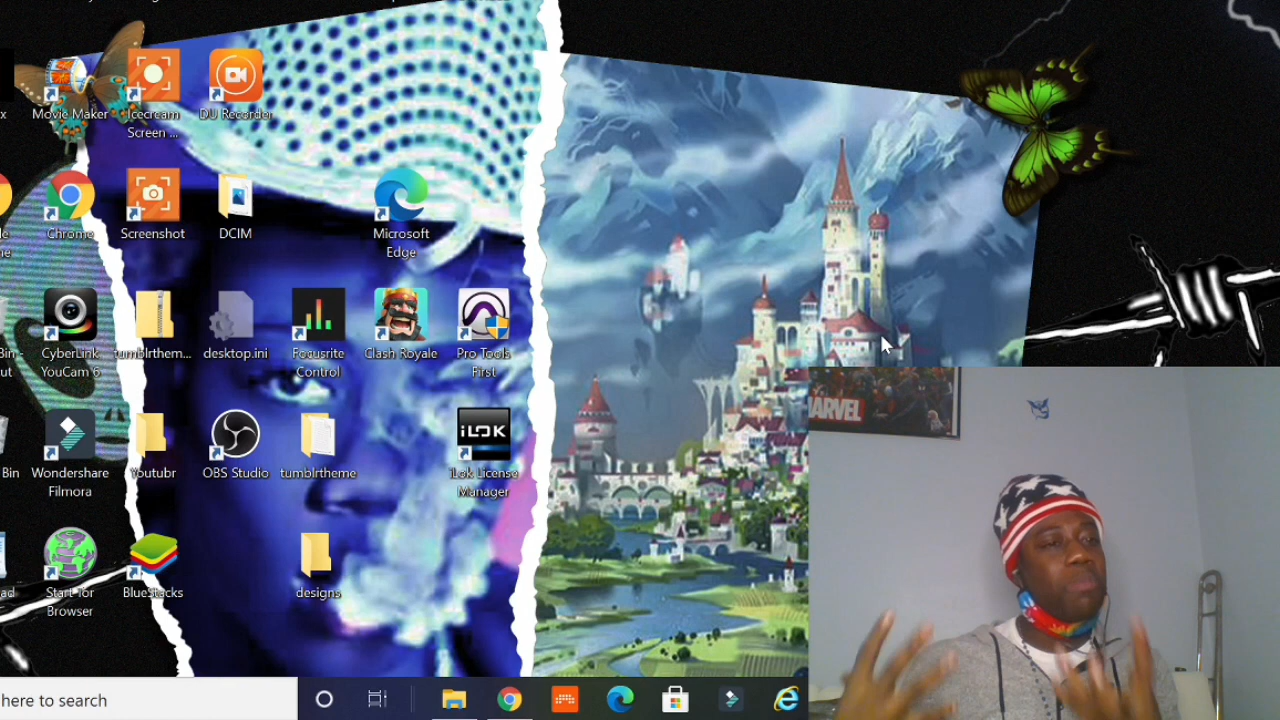 Movie Maker
Icecream
Screen ...
DU Recorder
Chrome
Screenshot
DCIM
Microsoft
Edge
CyberLink
YouCam 6
tumblrthem...
desktop.ini
Focusrite
Control
Clash Royale
Pro Tools
First
Bin
Wondershare
Filmora
Youtubr
OBS Studio
tumblrtheme
iLOK
iLok License
Manager
Start Tor
Browser
BlueStacks
designs
MARVEL
here to search